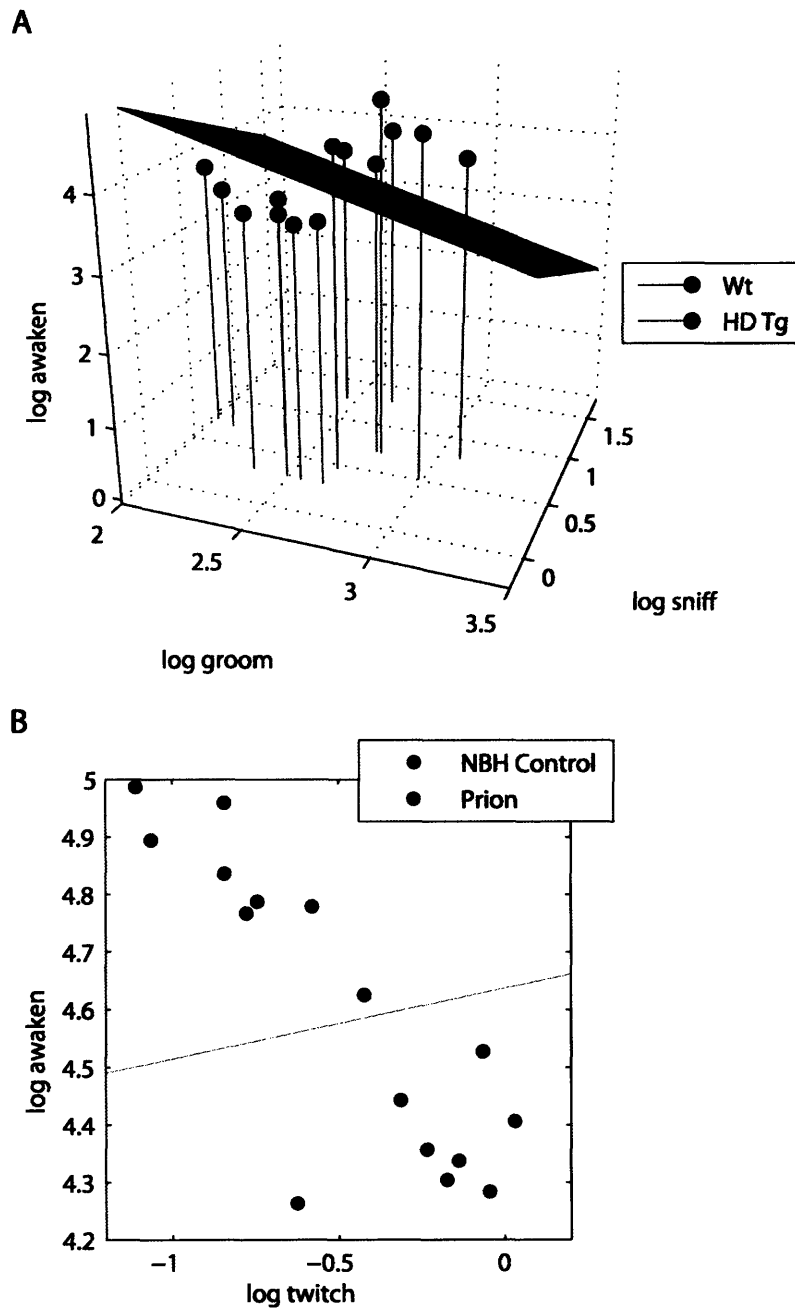 A
log awaken
4
3
2
1
0
2
2.5
3
3.5
log groom
0
0.5
1
1.5
log sniff
Wt
HD Tg
B
NBH Control
Prion
log awaken
5
4.9
4.8
4.7
4.6
4.5
4.4
4.3
4.2
−1
−0.5
0
log twitch